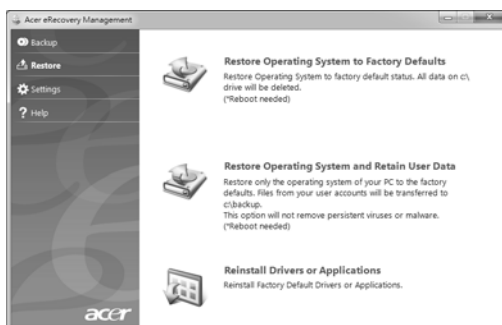 Acer eRecovery Management
Backup
Restore
Settings
Help
Restore Operating System to Factory Defaults
Restore Operating System to factory default status. All data on c:\
drive will be deleted.
(*Reboot needed)
Restore Operating System and Retain User Data
Restore only the operating system of your PC to the factory
defaults. Files from your user accounts will be transferred to
c:\backup.
This option will not remove persistent viruses or malware.
(*Reboot needed)
Reinstall Drivers or Applications
Reinstall Factory Default Drivers or Applications.
acer